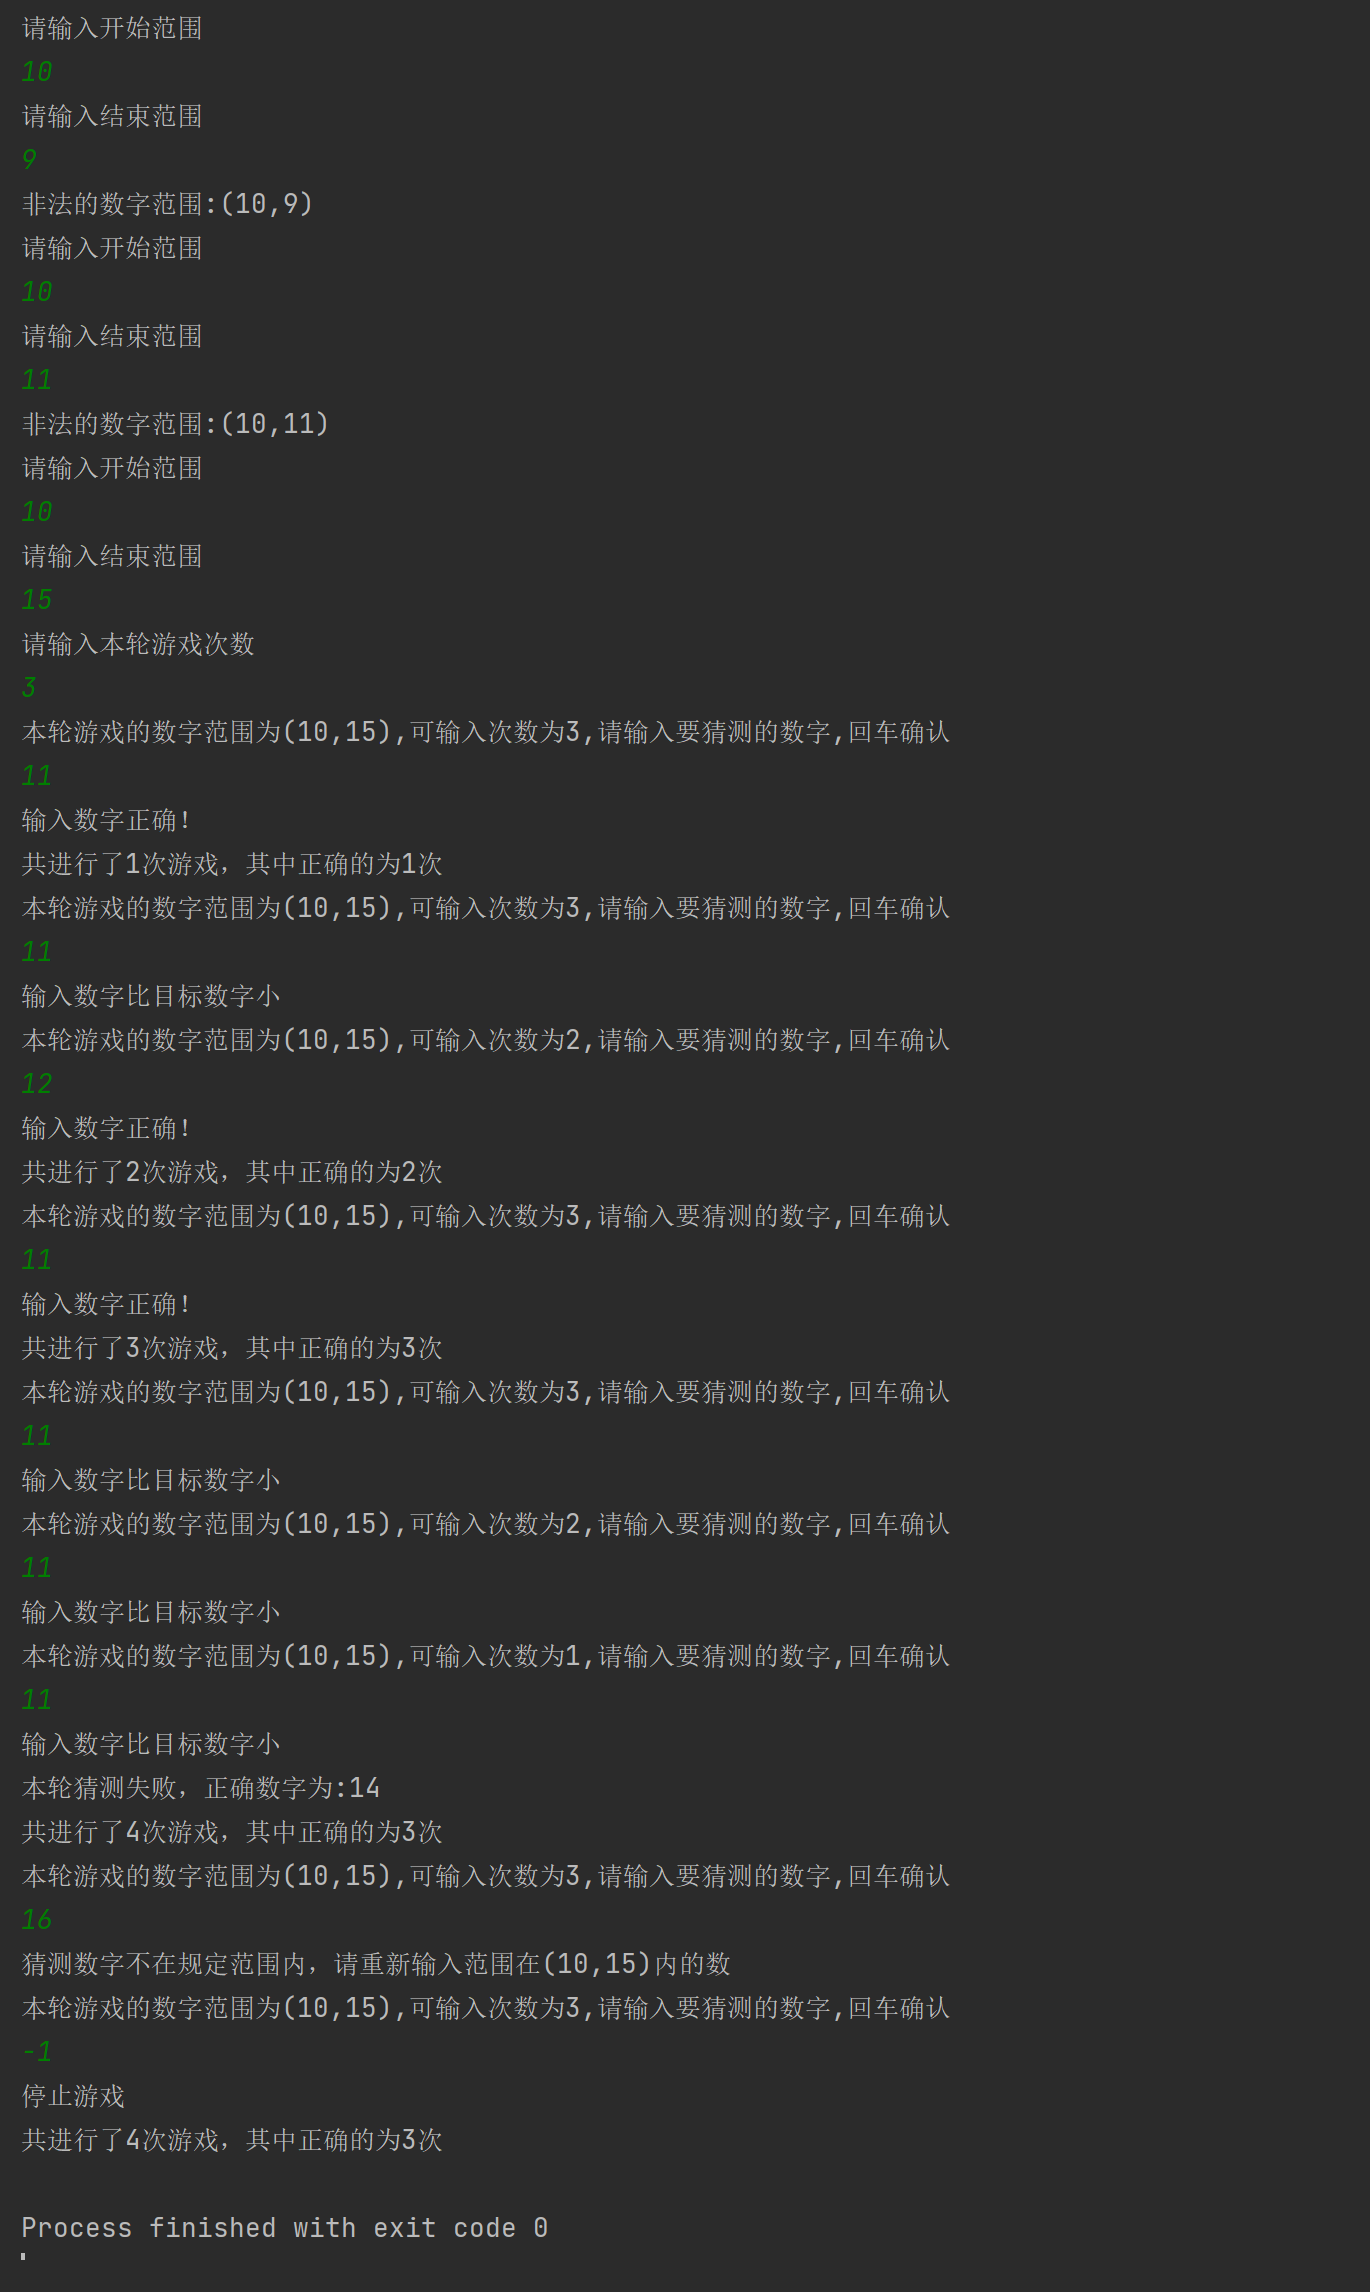 请输入开始范围
10
请输入结束范围
9
非法的数字范围:(10,9)
请输入开始范围
10
请输入结束范围
11
非法的数字范围:(10,11)
请输入开始范围
10
请输入结束范围
15
请输入本轮游戏次数
3
本轮游戏的数字范围为(10,15),可输入次数为3,请输入要猜测的数字,回车确认
11
输入数字正确!
共进行了1次游戏，其中正确的为1次
本轮游戏的数字范围为(10,15),可输入次数为3,请输入要猜测的数字,回车确认
11
输入数字比目标数字小
本轮游戏的数字范围为(10,15),可输入次数为2,请输入要猜测的数字,回车确认
12
输入数字正确!
共进行了2次游戏，其中正确的为2次
本轮游戏的数字范围为(10,15),可输入次数为3,请输入要猜测的数字,回车确认
11
输入数字正确!
共进行了3次游戏，其中正确的为3次
本轮游戏的数字范围为(10,15),可输入次数为3,请输入要猜测的数字,回车确认
11
输入数字比目标数字小
本轮游戏的数字范围为(10,15),可输入次数为2,请输入要猜测的数字,回车确认
11
输入数字比目标数字小
本轮游戏的数字范围为(10,15),可输入次数为1,请输入要猜测的数字,回车确认
11
输入数字比目标数字小
本轮猜测失败，正确数字为:14
共进行了4次游戏，其中正确的为3次
本轮游戏的数字范围为(10,15),可输入次数为3,请输入要猜测的数字,回车确认
16
猜测数字不在规定范围内，请重新输入范围在(10,15)内的数
本轮游戏的数字范围为(10,15),可输入次数为3,请输入要猜测的数字,回车确认
-1
停止游戏
共进行了4次游戏，其中正确的为3次
Process finished with exit code 0